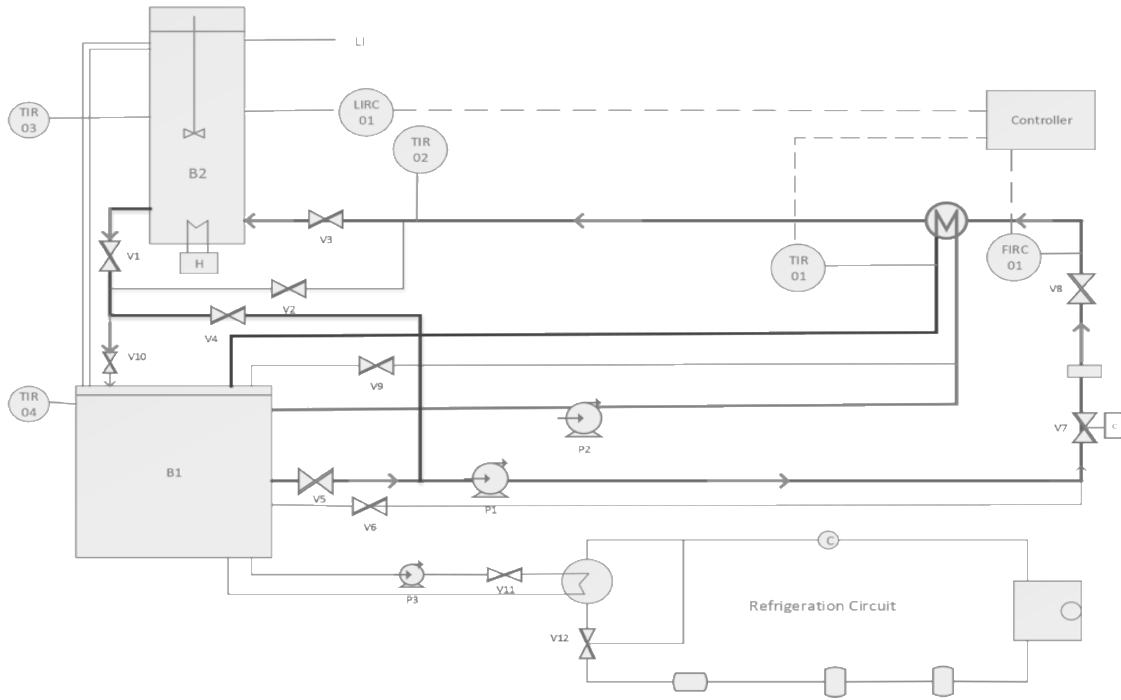 LI
TIR
03
LIRC
01
TIR
02
Controller
B2
V1
H
V3
TIR
01
FIRC
01
V8
V2
V4
V10
V9
TIR
04
P2
V7
C
B1
V5
P1
V6
C
P3
V11
V12
Refrigeration Circuit